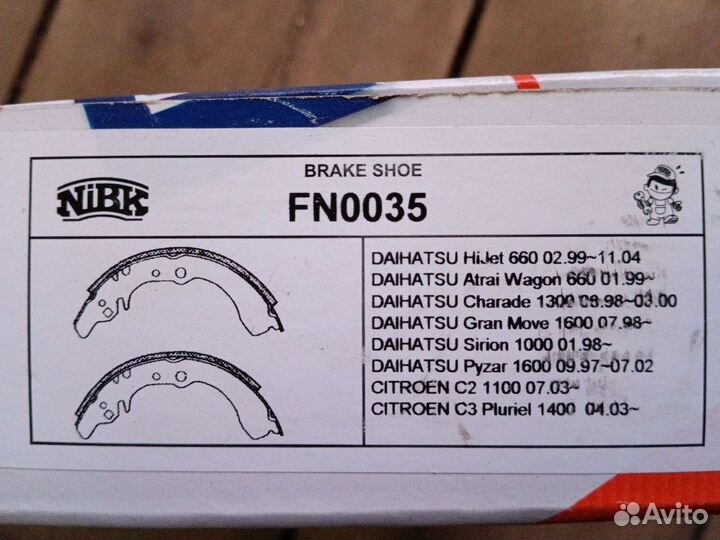 BRAKE SHOE
NiBK
FN0035
DAIHATSU HiJet 660 02.99~11.04
DAIHATSU Atrai Wagon 660 01.99~
DAIHATSU Charade 1300 08.98~03.00
DAIHATSU Gran Move 1600 07.98~
DAIHATSU Sirion 1000 01.98~
DAIHATSU Pyzar 1600 09.97~07.02
CITROEN C2 1100 07.03~
CITROEN C3 Pluriel 1400 04.03~
Avito